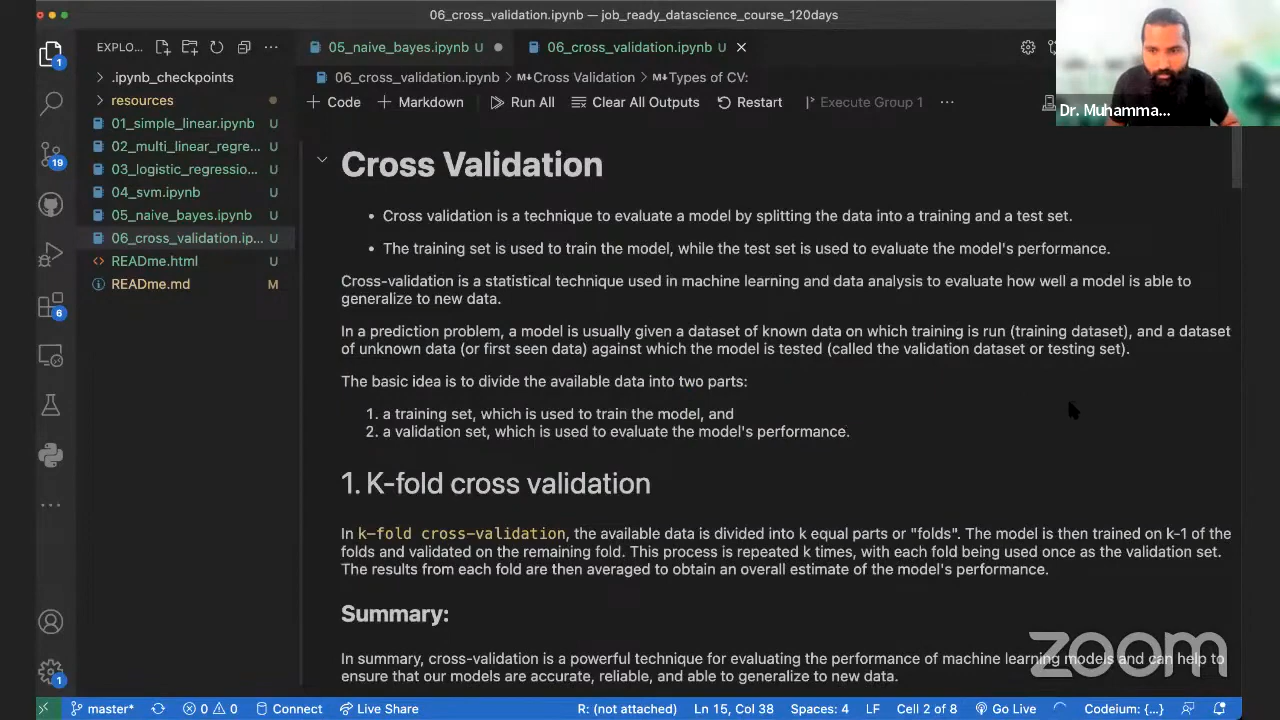 06_cross_validation.ipynb — job_ready_datascience_course_120days
EXPLO...
05_naive_bayes.ipynb U
06_cross_validation.ipynb U
.ipynb_checkpoints
resources
01_simple_linear.ipynb U
02_multi_linear_regre... U
03_logistic_regressio... U
04_svm.ipynb U
05_naive_bayes.ipynb U
06_cross_validation.ip... U
READme.html U
READme.md M
1
19
6
1
06_cross_validation.ipynb > M↓Cross Validation > M↓Types of CV:
+ Code + Markdown Run All Clear All Outputs Restart Execute Group 1 ...
Dr. Muhamma...
Cross Validation
• Cross validation is a technique to evaluate a model by splitting the data into a training and a test set.
• The training set is used to train the model, while the test set is used to evaluate the model's performance.
Cross-validation is a statistical technique used in machine learning and data analysis to evaluate how well a model is able to
generalize to new data.
In a prediction problem, a model is usually given a dataset of known data on which training is run (training dataset), and a dataset
of unknown data (or first seen data) against which the model is tested (called the validation dataset or testing set).
The basic idea is to divide the available data into two parts:
1. a training set, which is used to train the model, and
2. a validation set, which is used to evaluate the model's performance.
1. K-fold cross validation
In k-fold cross-validation, the available data is divided into k equal parts or "folds". The model is then trained on k-1 of the
folds and validated on the remaining fold. This process is repeated k times, with each fold being used once as the validation set.
The results from each fold are then averaged to obtain an overall estimate of the model's performance.
Summary:
In summary, cross-validation is a powerful technique for evaluating the performance of machine learning models and can help to
ensure that our models are accurate, reliable, and able to generalize to new data.
zoom
master* 0 0 Connect Live Share R: (not attached) Ln 15, Col 38 Spaces: 4 LF Cell 2 of 8 Go Live Codeium: {...}